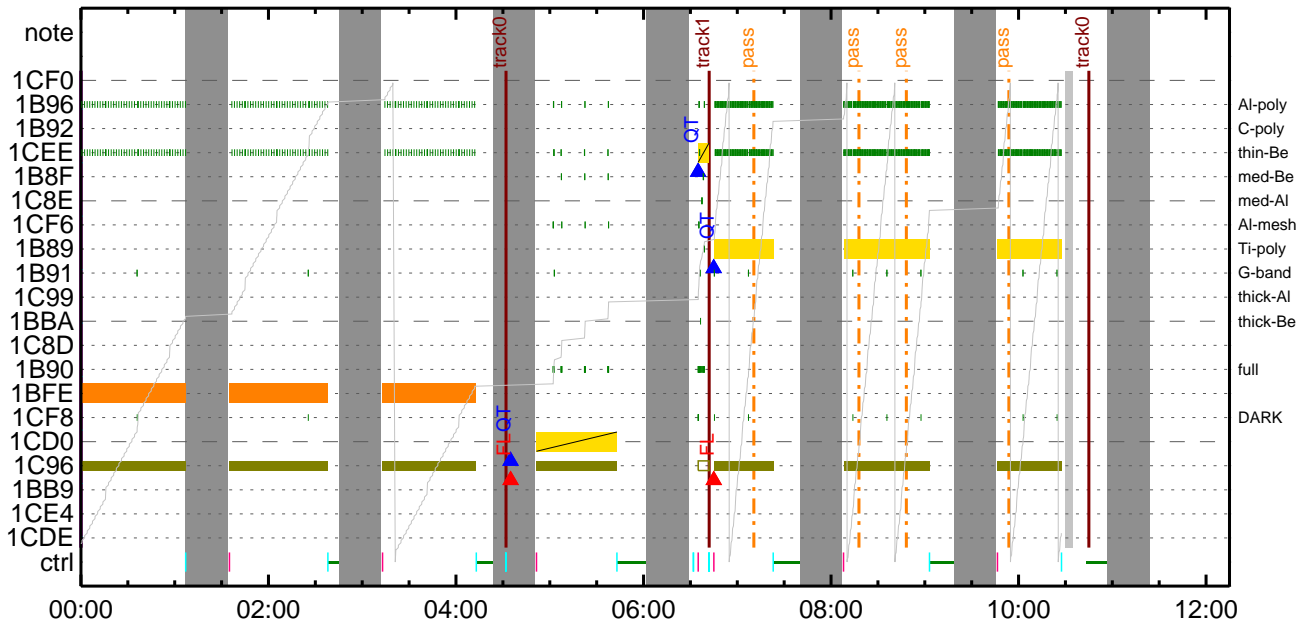 note
track0
track1
pass
pass
pass
pass
track0
1CF0
1B96 Al-poly
1B92 C-poly
QT
1CEE thin-Be
1B8F med-Be
1C8E med-Al
1CF6 Al-mesh
QT
1B89 Ti-poly
1B91 G-band
1C99 thick-Al
1BBA thick-Be
1C8D
1B90 full
1BFE
1CF8 DARK
QT
FL
FL
1CD0
1C96
1BB9
1CE4
1CDE
ctrl
00:00 02:00 04:00 06:00 08:00 10:00 12:00